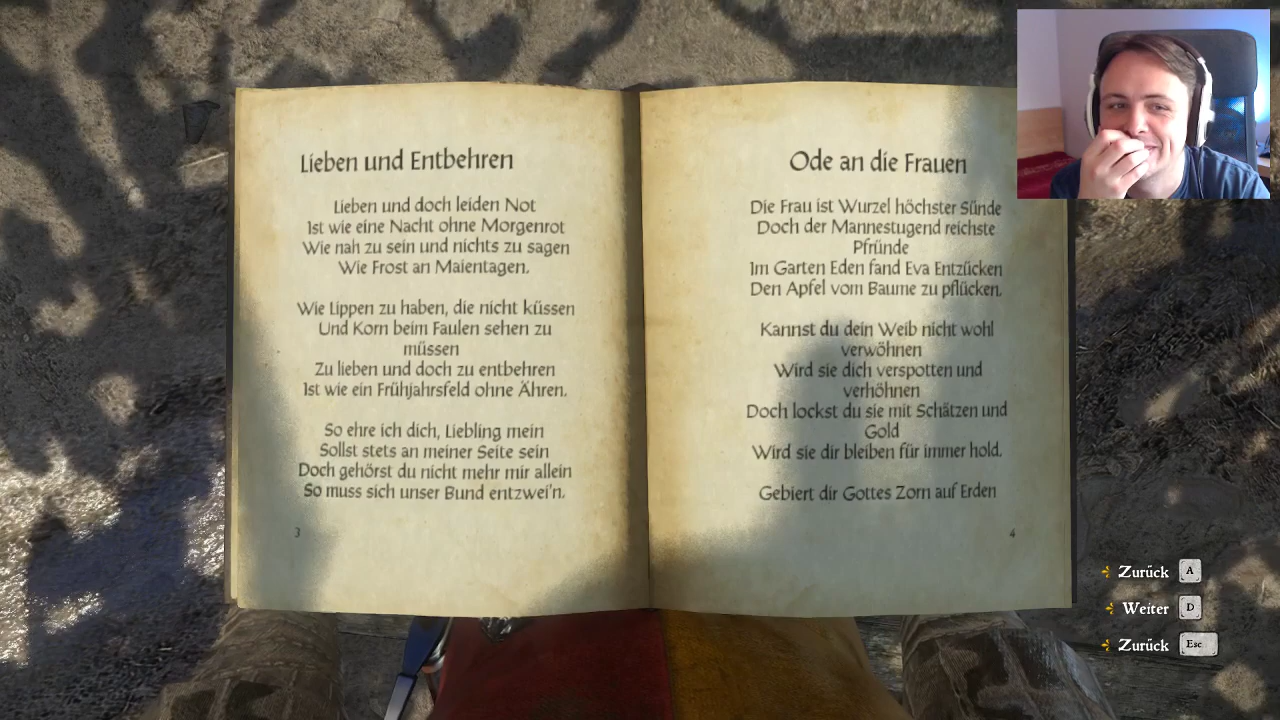 Lieben und Entbehren
Lieben und doch leiden Not
Ist wie eine Nacht ohne Morgenrot
Wie nah zu sein und nichts zu sagen
Wie Frost an Maientagen.
Wie Lippen zu haben, die nicht küssen
Und Korn beim Faulen sehen zu
müssen
Zu lieben und doch zu entbehren
Ist wie ein Frühjahrsfeld ohne Ähren.
So ehre ich dich, Liebling mein
Sollst stets an meiner Seite sein
Doch gehörst du nicht mehr mir allein
So muss sich unser Bund entzwei'n.
3
Ode an die Frauen
Die Frau ist Wurzel höchster Sünde
Doch der Mannestugend reichste
Pfründe
Im Garten Eden fand Eva Entzücken
Den Apfel vom Baume zu pflücken.
Kannst du dein Weib nicht wohl
verwöhnen
Wird sie dich verspotten und
verhöhnen
Doch lockst du sie mit Schätzen und
Gold
Wird sie dir bleiben für immer hold.
Gebiert dir Gottes Zorn auf Erden
4
Zurück A
Weiter D
Zurück Esc